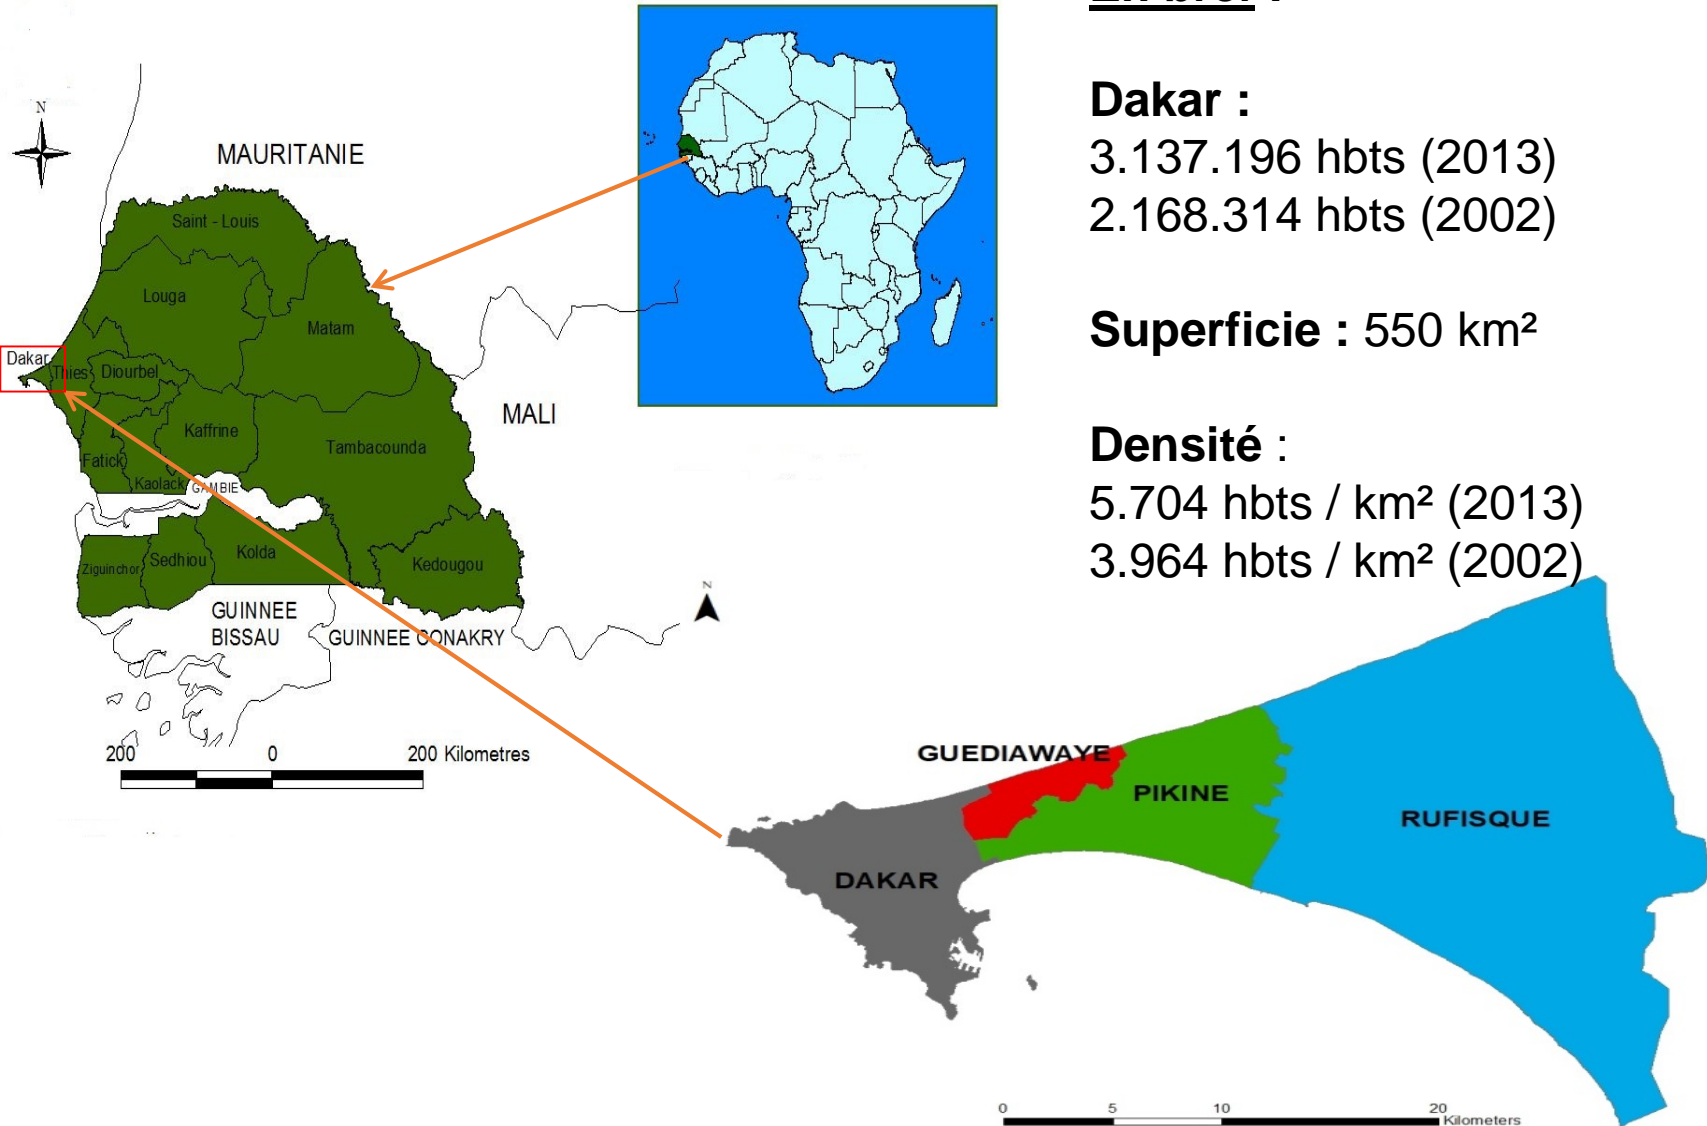 Dakar :
3.137.196 hbts (2013)
2.168.314 hbts (2002)
Superficie : 550 km²
Densité :
5.704 hbts / km² (2013)
3.964 hbts / km² (2002)
N
MAURITANIE
Saint - Louis
Louga
Matam
Dakar
Thies
Diourbel
MALI
Kaffrine
Tambacounda
Fatick
Kaolack
GAMBIE
Ziguinchor
Sedhiou
Kolda
Kedougou
GUINNEE
BISSAU
GUINNEE CONAKRY
200 0 200 Kilometres
N
GUEDIAWAYE
PIKINE
RUFISQUE
DAKAR
0 5 10 20
Kilometers